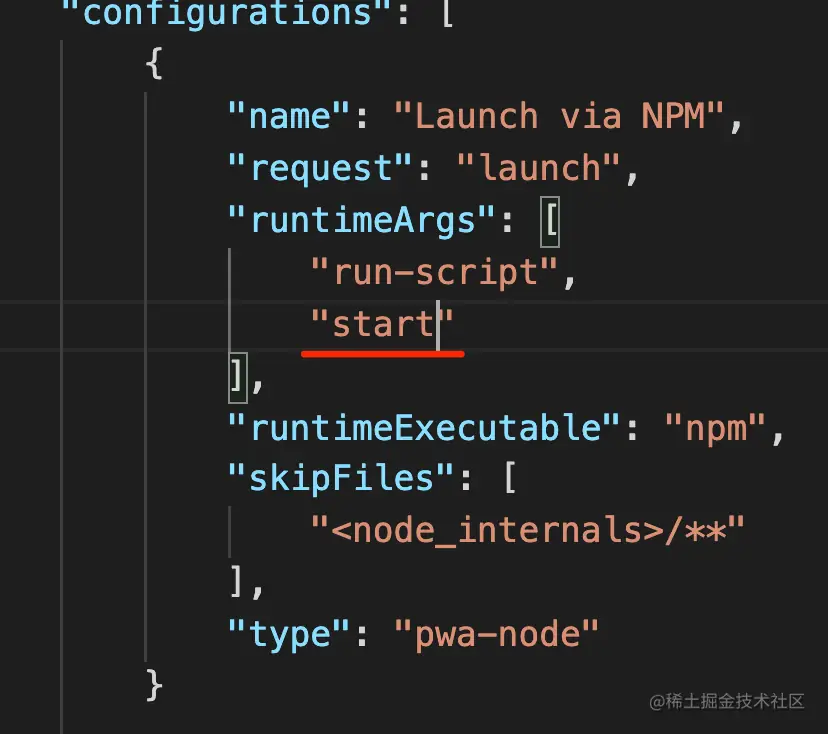 "configurations": [
{
"name": "Launch via NPM",
"request": "launch",
"runtimeArgs": [
"run-script",
"start"
],
"runtimeExecutable": "npm",
"skipFiles": [
"<node_internals>/**"
],
"type": "pwa-node"
}
@稀土掘金技术社区